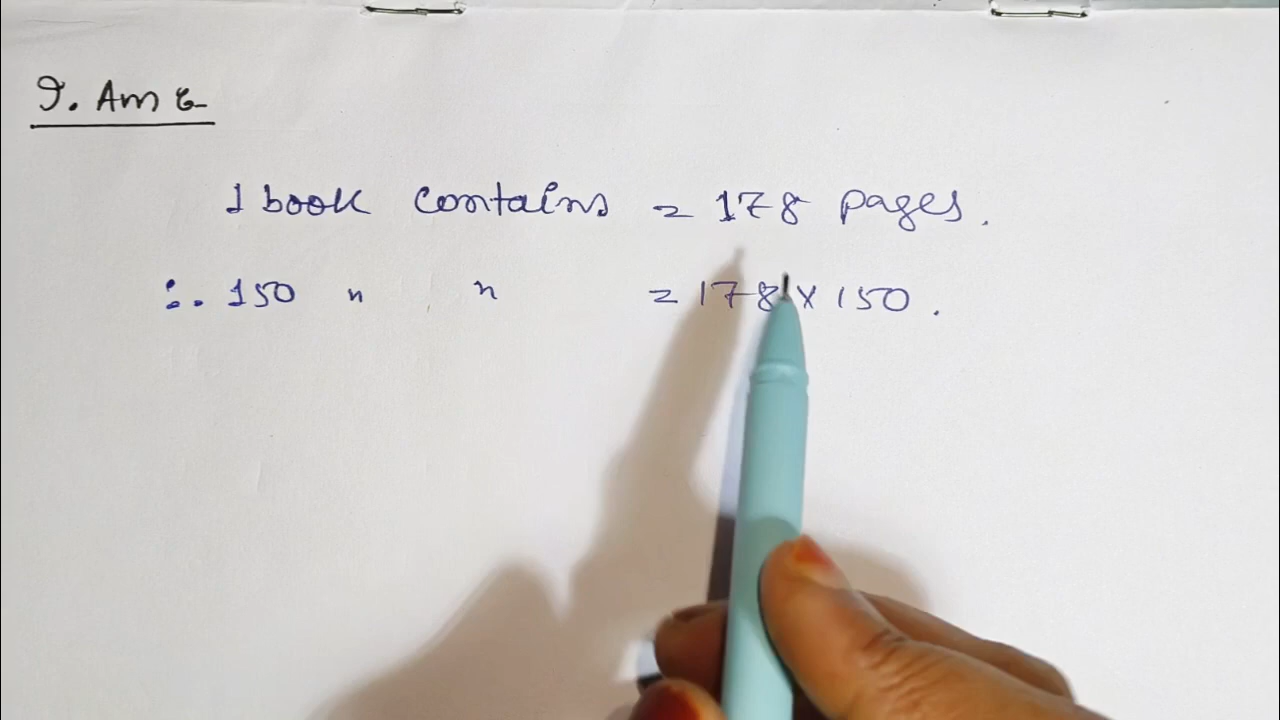 9. Ans
1 book contains = 178 pages.
∴ 150 " " = 178 × 150.